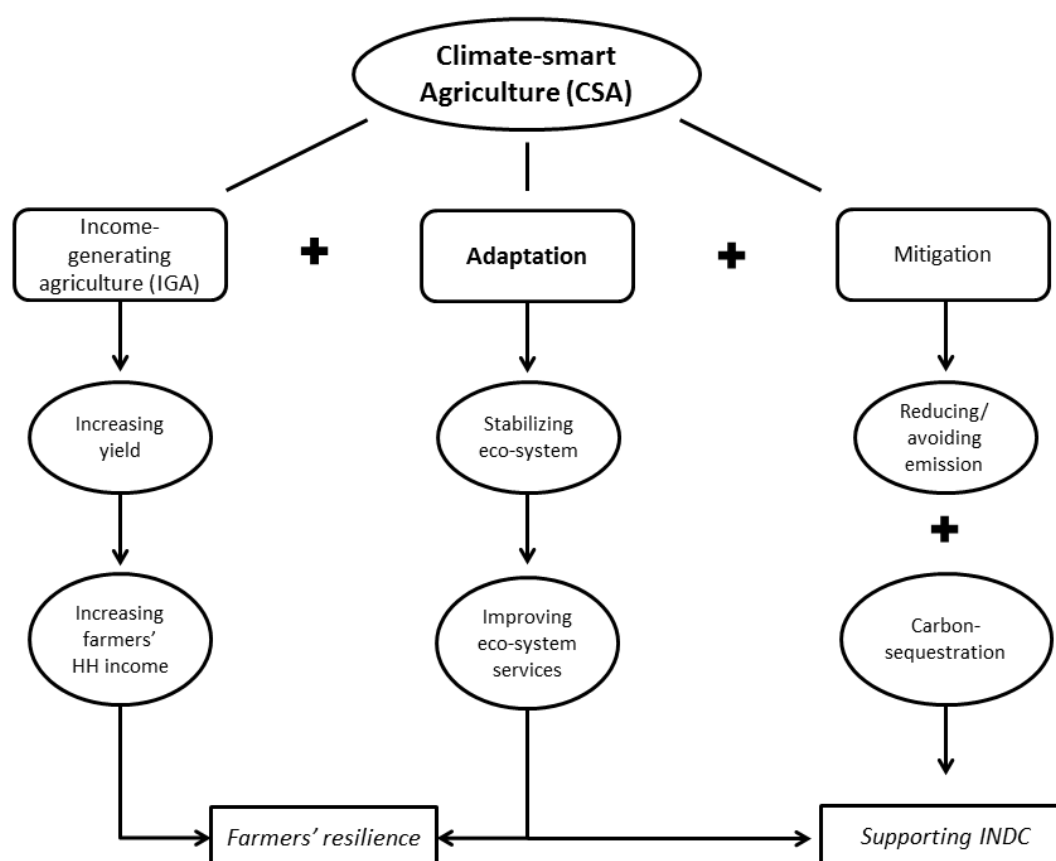 Climate-smart
Agriculture (CSA)
Income-
generating
agriculture (IGA)
Adaptation
Mitigation
Increasing
yield
Stabilizing
eco-system
Reducing/
avoiding
emission
Increasing
farmers'
HH income
Improving
eco-system
services
Carbon-
sequestration
Farmers' resilience
Supporting INDC